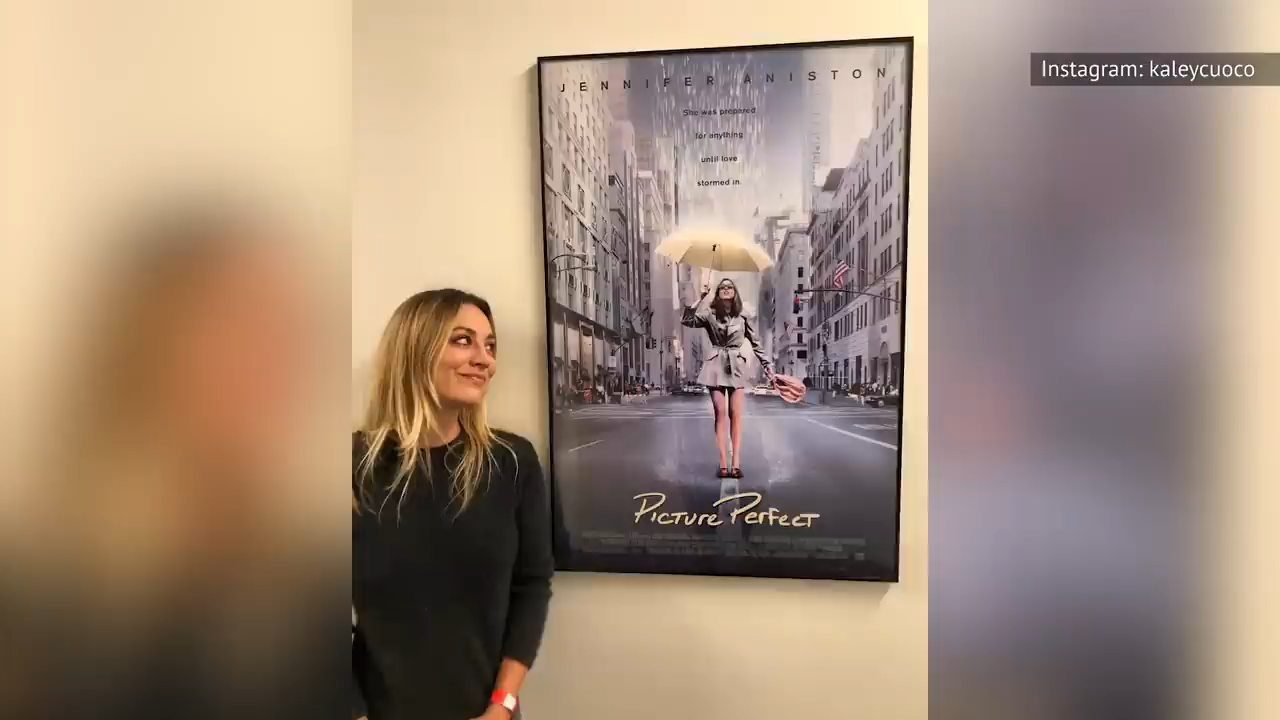 Instagram: kaleycuoco
JENNIFER ANISTON
She was prepared
for anything
until love
stormed in.
Picture Perfect